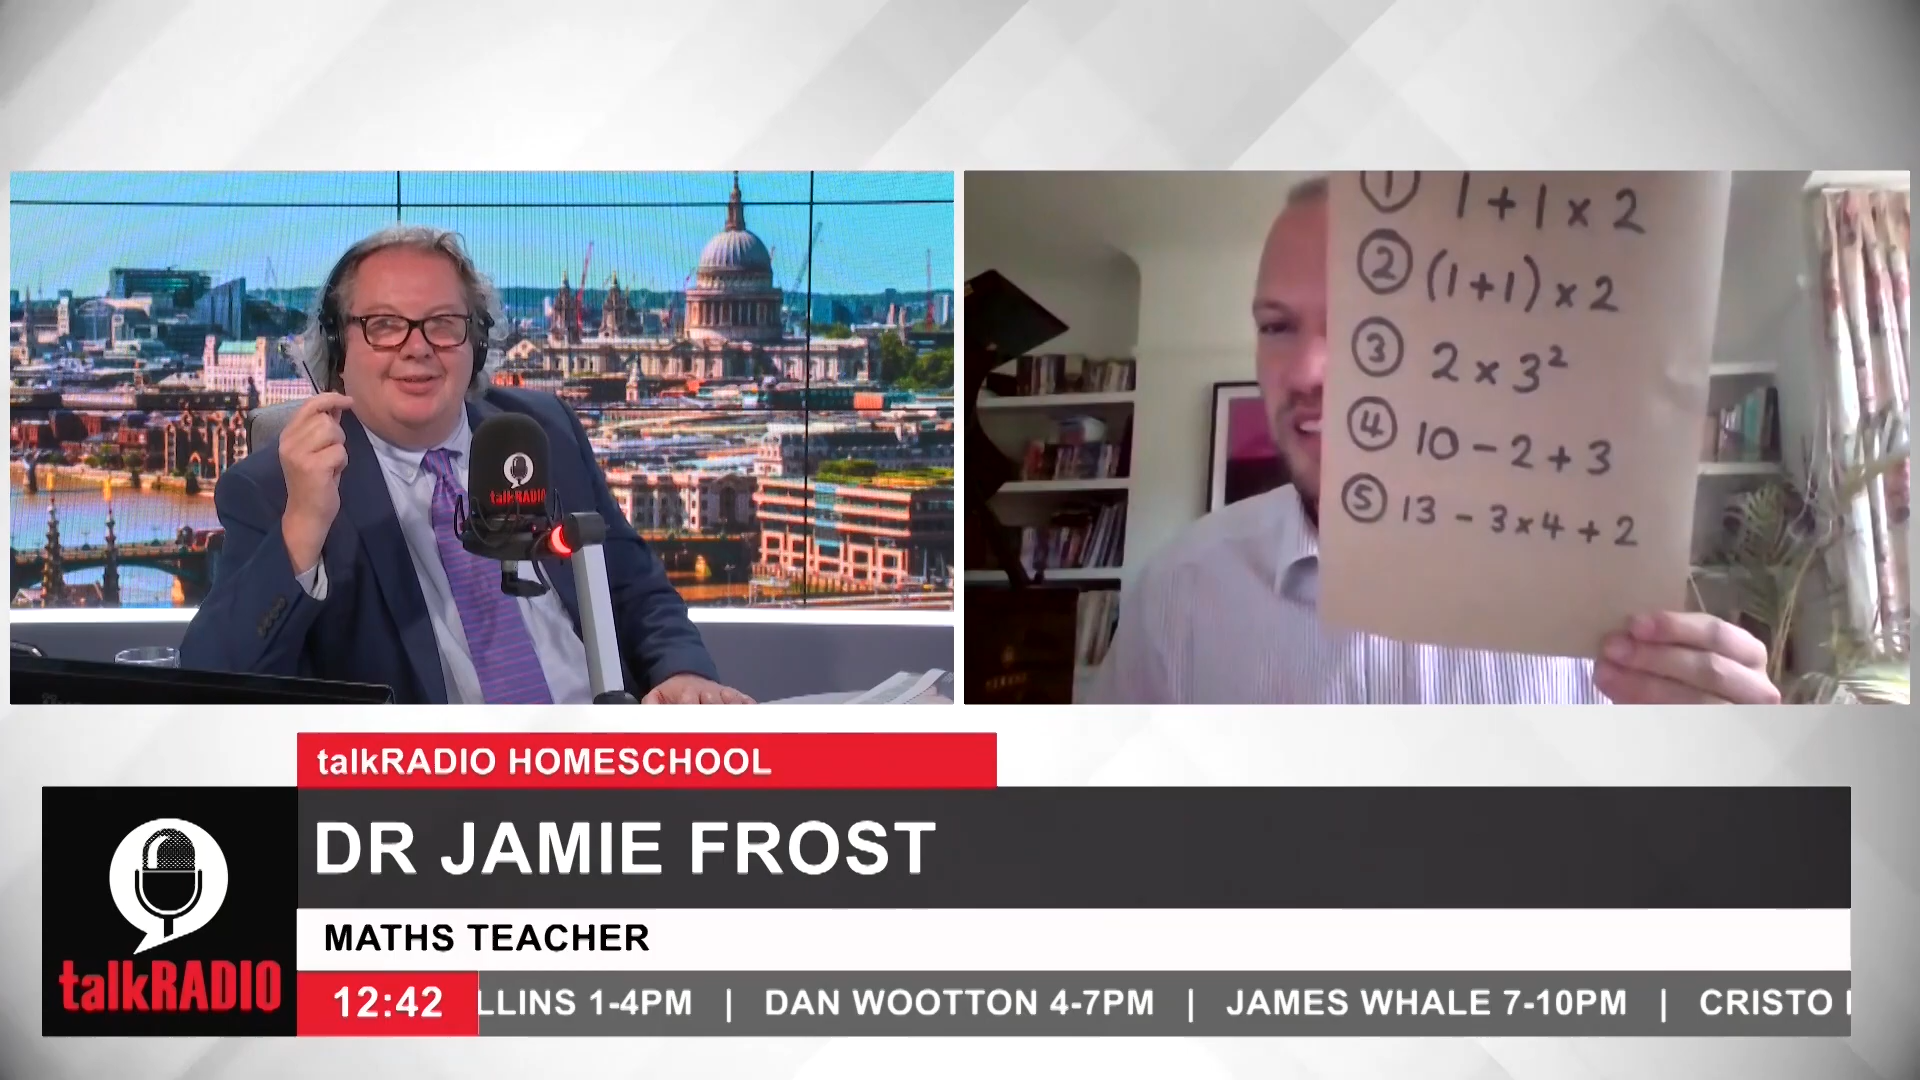 ① 1 + 1 × 2
② (1+1) × 2
③ 2 × 3²
④ 10 − 2 + 3
⑤ 13 − 3×4 + 2
talkRADIO
talkRADIO HOMESCHOOL
DR JAMIE FROST
MATHS TEACHER
talkRADIO
12:42
LLINS 1-4PM | DAN WOOTTON 4-7PM | JAMES WHALE 7-10PM | CRISTO